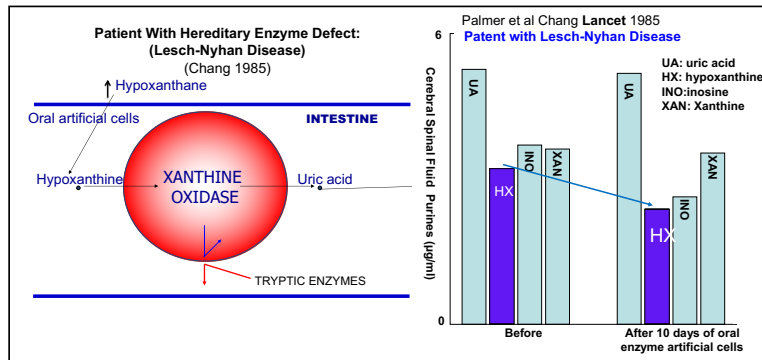 Patient With Hereditary Enzyme Defect:
(Lesch-Nyhan Disease)
(Chang 1985)
Hypoxanthane
Oral artificial cells
INTESTINE
Hypoxanthine
XANTHINE
OXIDASE
Uric acid
TRYPTIC ENZYMES
Palmer et al Chang Lancet 1985
Patent with Lesch-Nyhan Disease
UA: uric acid
HX: hypoxanthine
INO:inosine
XAN: Xanthine
Cerebral Spinal Fluid
Purines (µg/ml)
6
0
UA
HX
INO
XAN
UA
HX
INO
XAN
Before
After 10 days of oral
enzyme artificial cells